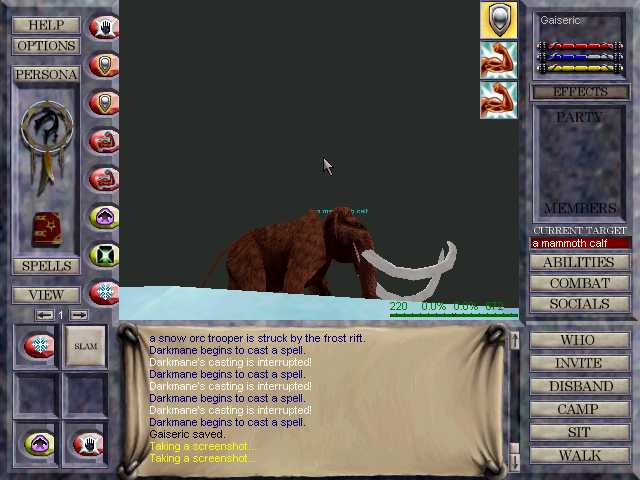 HELP
OPTIONS
PERSONA
SPELLS
VIEW
1
SLAM
a mammoth calf
220 0.0% 0.0%
a snow orc trooper is struck by the frost rift.
Darkmane begins to cast a spell.
Darkmane's casting is interrupted!
Darkmane begins to cast a spell.
Darkmane's casting is interrupted!
Darkmane begins to cast a spell.
Darkmane's casting is interrupted!
Darkmane begins to cast a spell.
Gaiseric saved.
Taking a screenshot...
Taking a screenshot...
Gaiseric
EFFECTS
PARTY
MEMBERS
CURRENT TARGET
a mammoth calf
ABILITIES
COMBAT
SOCIALS
WHO
INVITE
DISBAND
CAMP
SIT
WALK